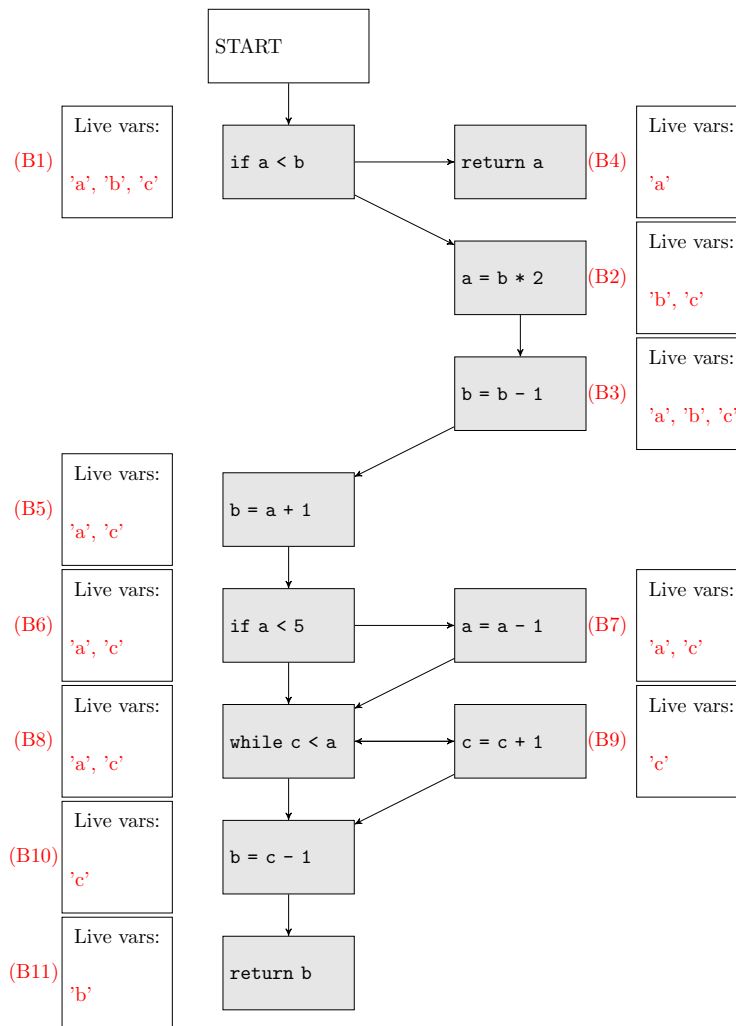 START
Live vars:
(B1)
'a', 'b', 'c'
if a < b
return a
(B4)
Live vars:
'a'
a = b * 2
(B2)
Live vars:
'b', 'c'
b = b - 1
(B3)
Live vars:
'a', 'b', 'c'
Live vars:
(B5)
'a', 'c'
b = a + 1
Live vars:
(B6)
'a', 'c'
if a < 5
a = a - 1
(B7)
Live vars:
'a', 'c'
Live vars:
(B8)
'a', 'c'
while c < a
c = c + 1
(B9)
Live vars:
'c'
Live vars:
(B10)
'c'
b = c - 1
Live vars:
(B11)
'b'
return b